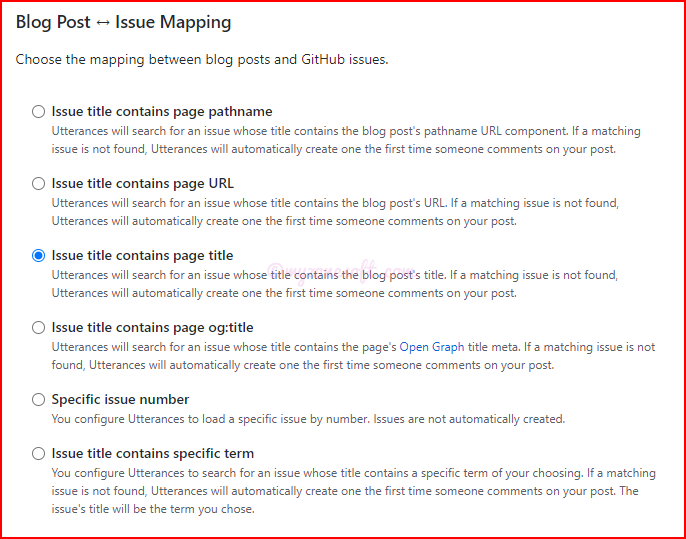 Blog Post ↔ Issue Mapping
Choose the mapping between blog posts and GitHub issues.
Issue title contains page pathname
Utterances will search for an issue whose title contains the blog post's pathname URL component. If a matching
issue is not found, Utterances will automatically create one the first time someone comments on your post.
Issue title contains page URL
Utterances will search for an issue whose title contains the blog post's URL. If a matching issue is not found,
Utterances will automatically create one the first time someone comments on your post.
Issue title contains page title
Utterances will search for an issue whose title contains the blog post's title. If a matching issue is not found,
Utterances will automatically create one the first time someone comments on your post.
Issue title contains page og:title
Utterances will search for an issue whose title contains the page's Open Graph title meta. If a matching issue is not
found, Utterances will automatically create one the first time someone comments on your post.
Specific issue number
You configure Utterances to load a specific issue by number. Issues are not automatically created.
Issue title contains specific term
You configure Utterances to search for an issue whose title contains a specific term of your choosing. If a matching
issue is not found, Utterances will automatically create one the first time someone comments on your post. The
issue's title will be the term you chose.